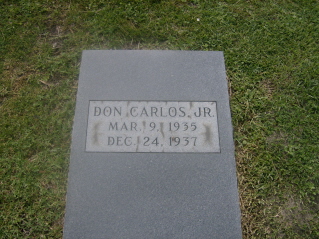 DON CARLOS, JR.
MAR. 9, 1935
DEC. 24, 1937